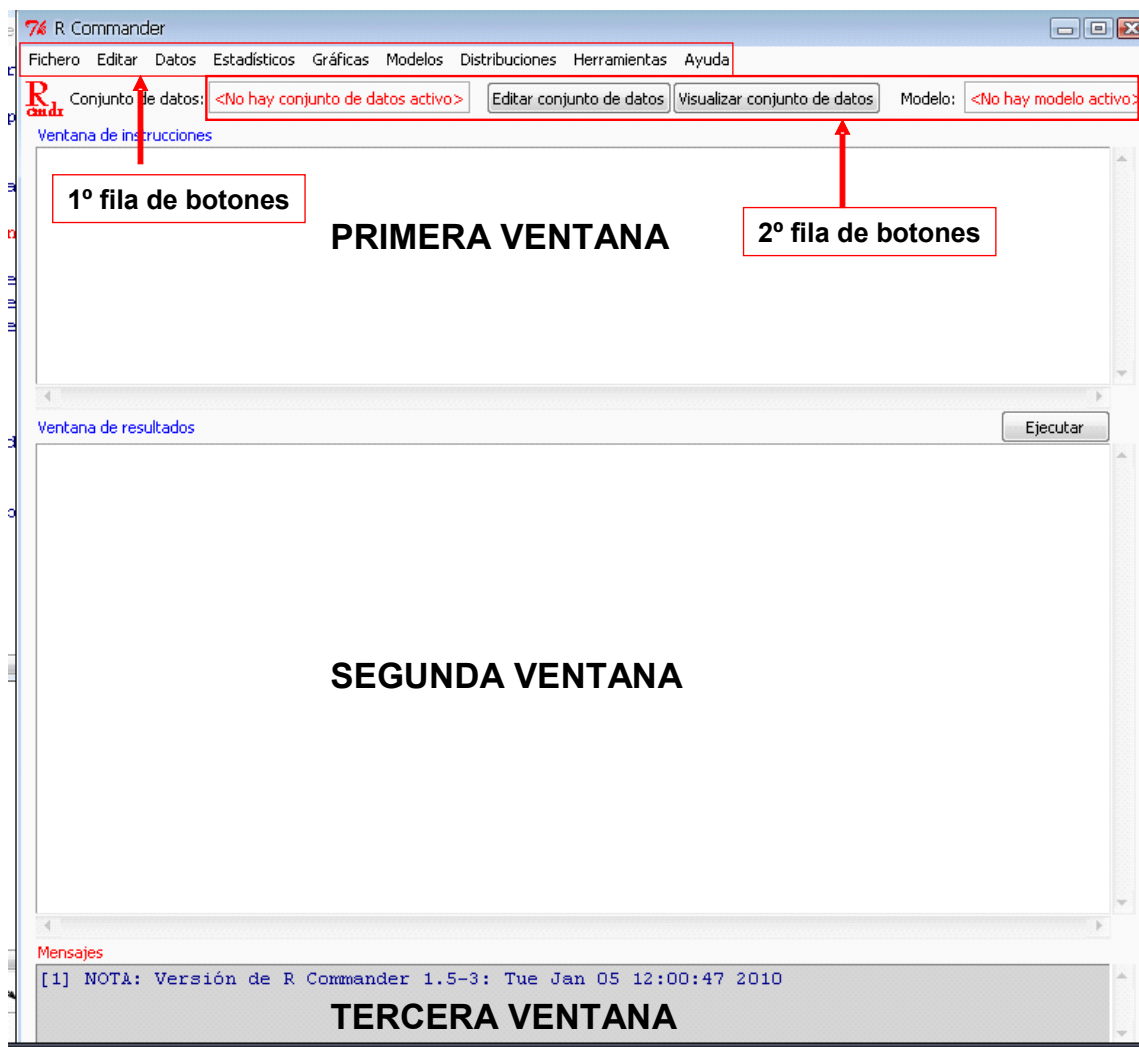 R Commander
Fichero Editar Datos Estadísticos Gráficas Modelos Distribuciones Herramientas Ayuda
R cmdr Conjunto de datos: <No hay conjunto de datos activo> Editar conjunto de datos Visualizar conjunto de datos Modelo: <No hay modelo activo>
Ventana de instrucciones
1º fila de botones
PRIMERA VENTANA
2º fila de botones
Ventana de resultados Ejecutar
SEGUNDA VENTANA
Mensajes
[1] NOTA: Versión de R Commander 1.5-3: Tue Jan 05 12:00:47 2010
TERCERA VENTANA